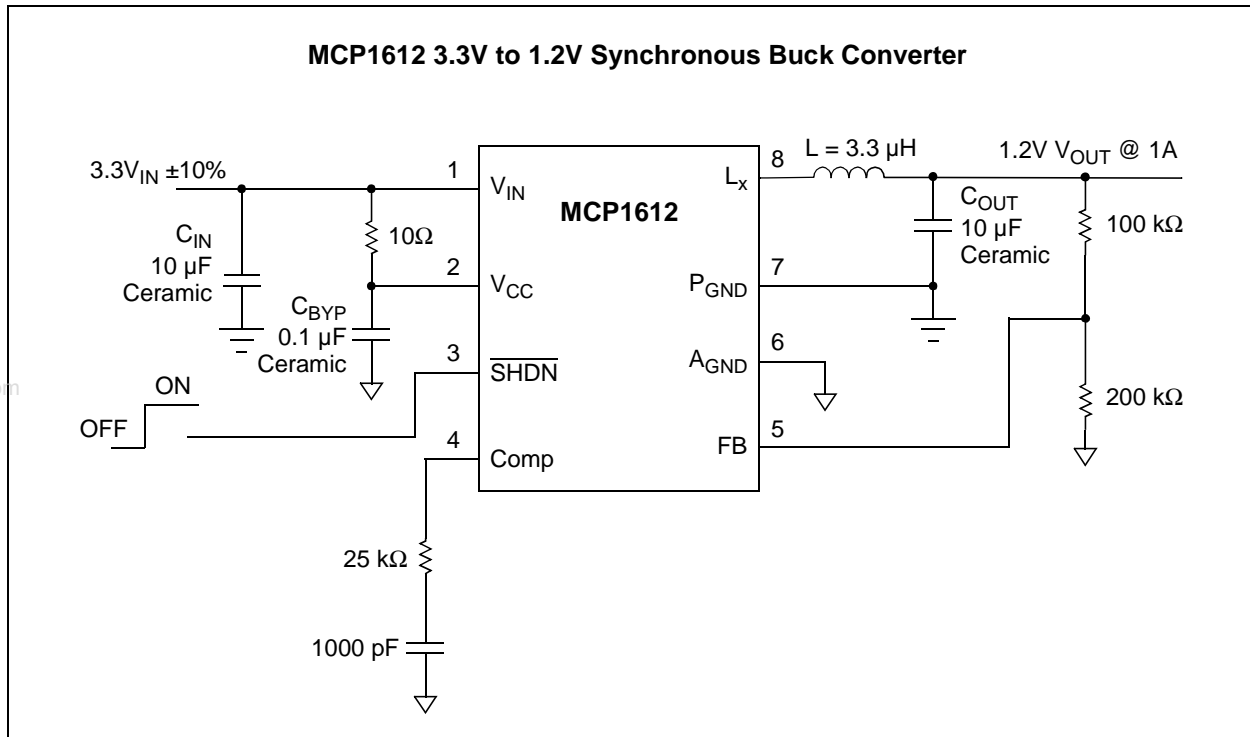 MCP1612 3.3V to 1.2V Synchronous Buck Converter
3.3VIN ±10%
CIN
10 µF
Ceramic
10Ω
CBYP
0.1 µF
Ceramic
OFF
ON
1
2
3
4
VIN
VCC
SHDN
Comp
MCP1612
Lx
PGND
AGND
FB
8
7
6
5
L = 3.3 µH
1.2V VOUT @ 1A
COUT
10 µF
Ceramic
100 kΩ
200 kΩ
25 kΩ
1000 pF
om